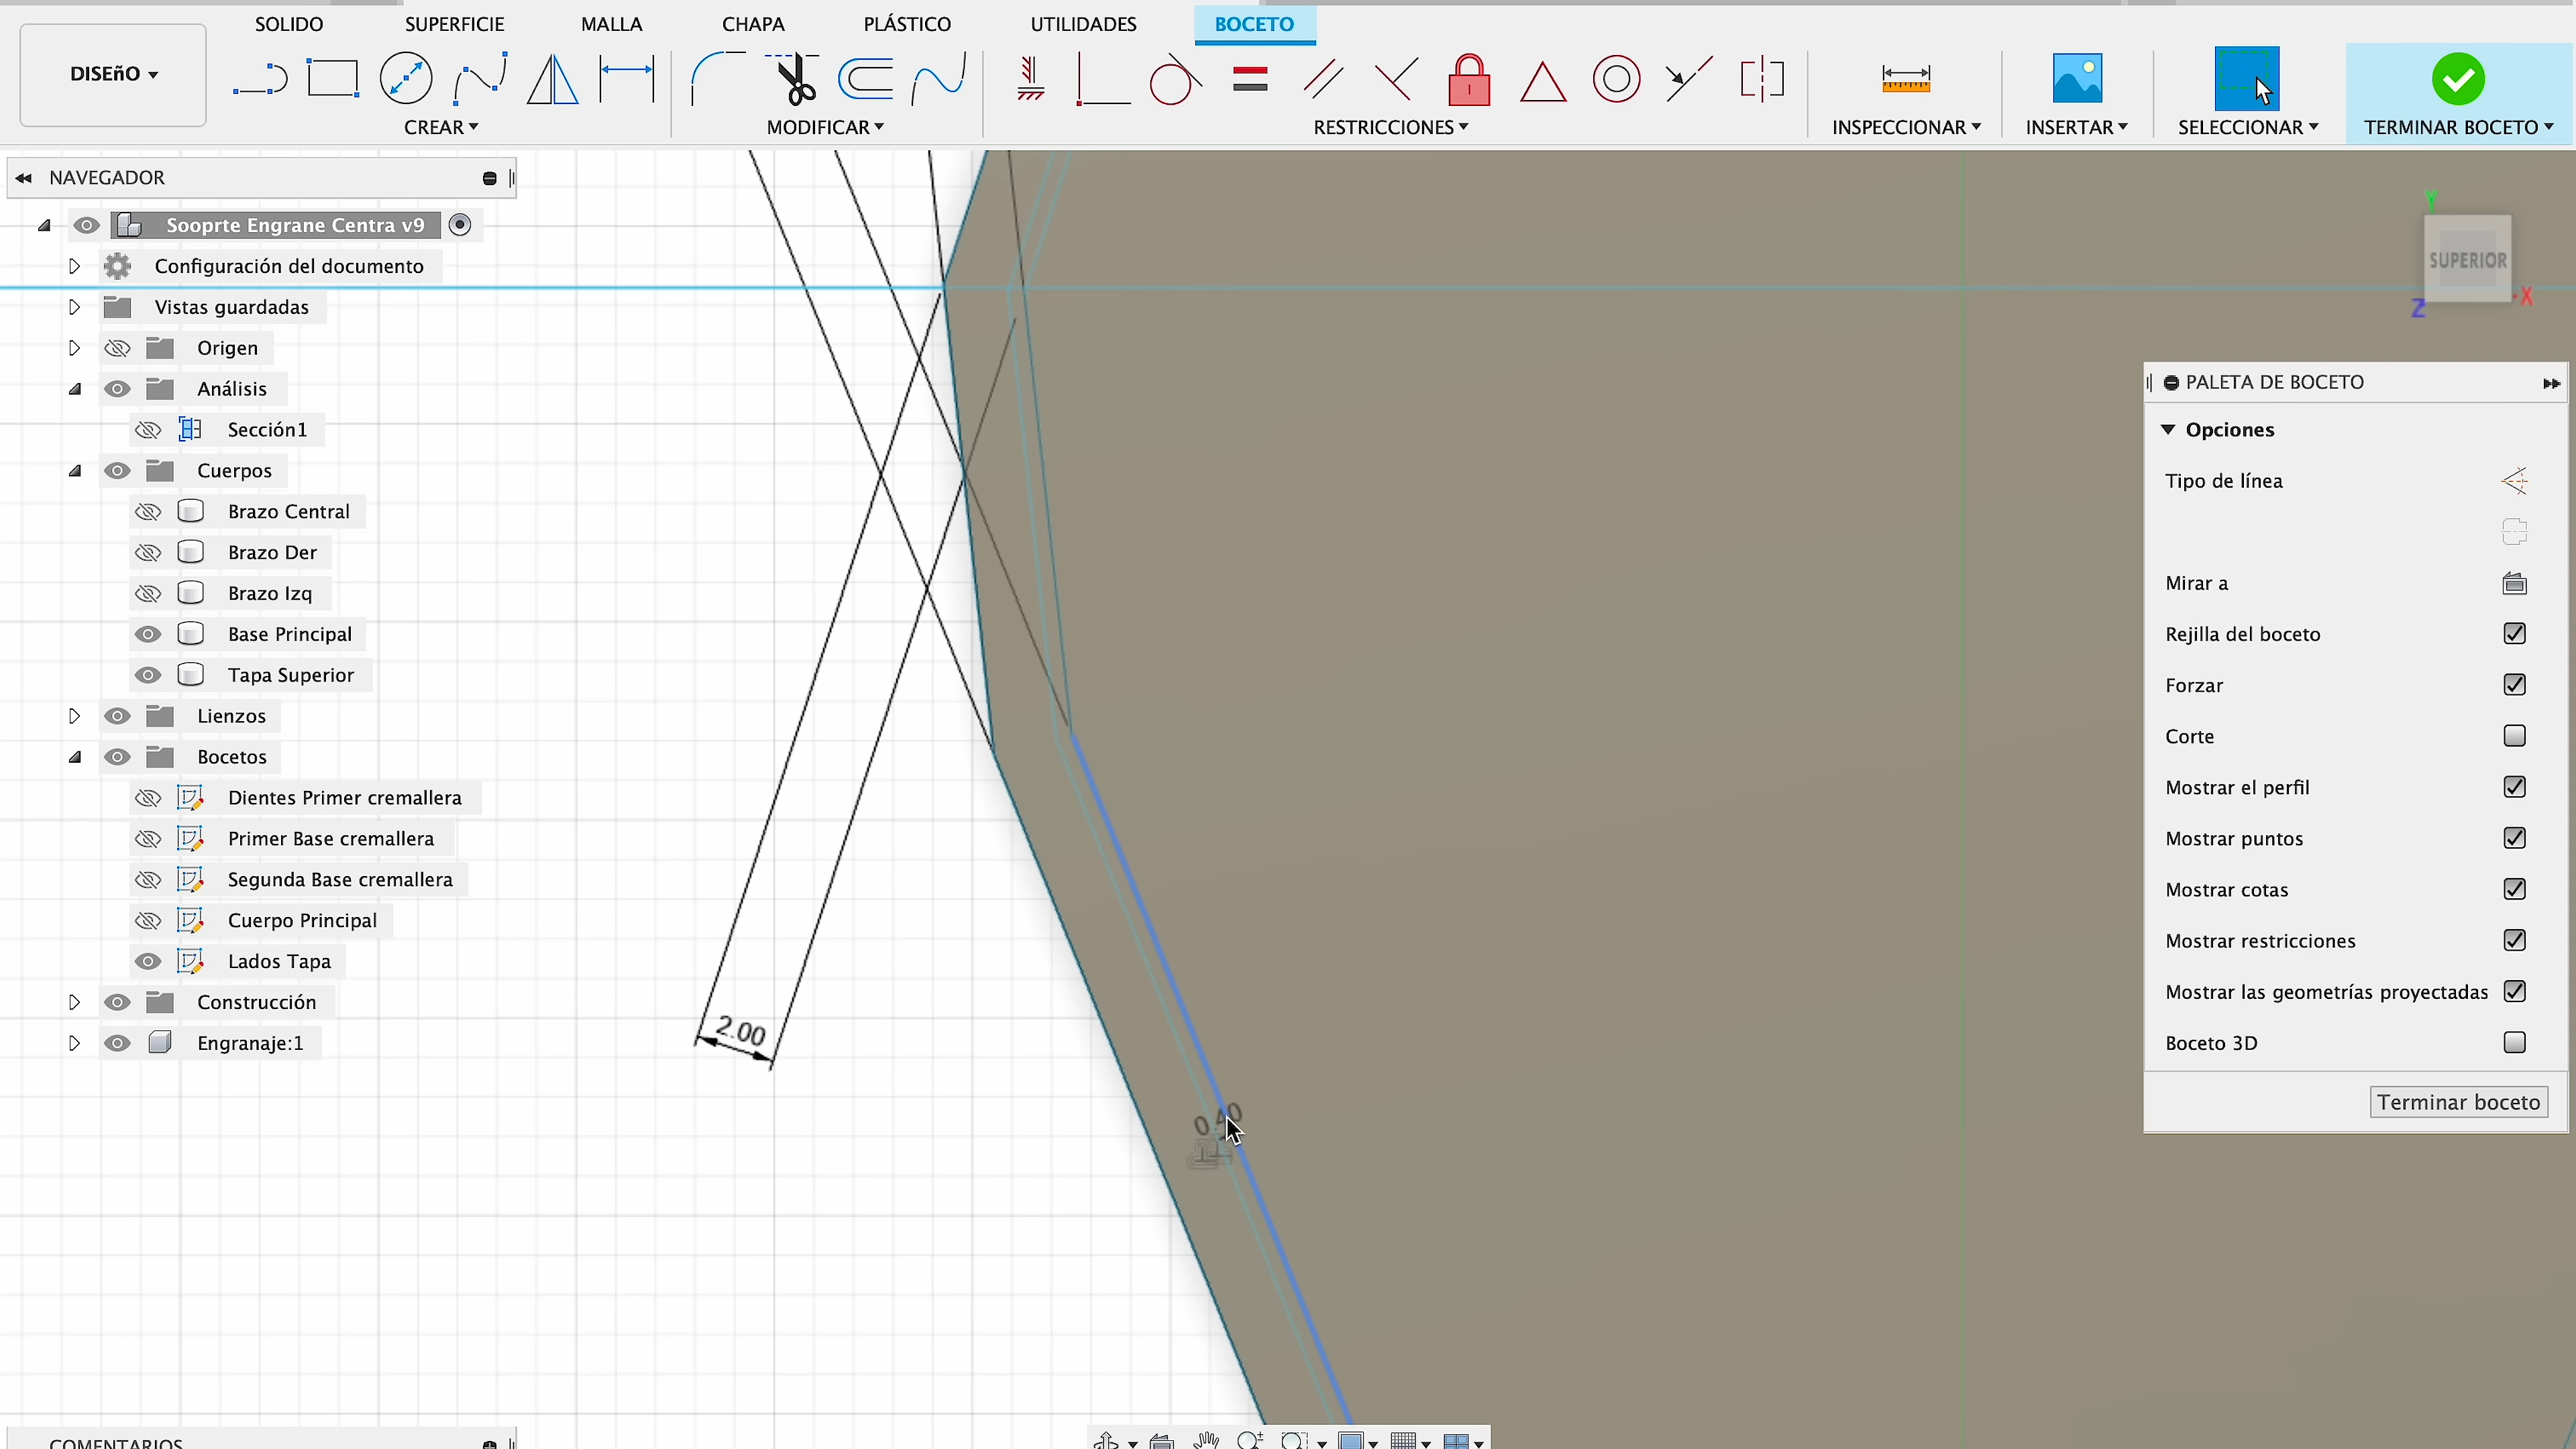 SOLIDO SUPERFICIE MALLA CHAPA PLÁSTICO UTILIDADES BOCETO
DISEñO
CREAR MODIFICAR RESTRICCIONES INSPECCIONAR INSERTAR SELECCIONAR TERMINAR BOCETO
NAVEGADOR
Sooprte Engrane Centra v9
Configuración del documento
Vistas guardadas
Origen
Análisis
Sección1
Cuerpos
Brazo Central
Brazo Der
Brazo Izq
Base Principal
Tapa Superior
Lienzos
Bocetos
Dientes Primer cremallera
Primer Base cremallera
Segunda Base cremallera
Cuerpo Principal
Lados Tapa
Construcción
Engranaje:1
COMENTARIOS
2.00
0.40
Y
SUPERIOR
X
Z
PALETA DE BOCETO
Opciones
Tipo de línea
Mirar a
Rejilla del boceto
Forzar
Corte
Mostrar el perfil
Mostrar puntos
Mostrar cotas
Mostrar restricciones
Mostrar las geometrías proyectadas
Boceto 3D
Terminar boceto